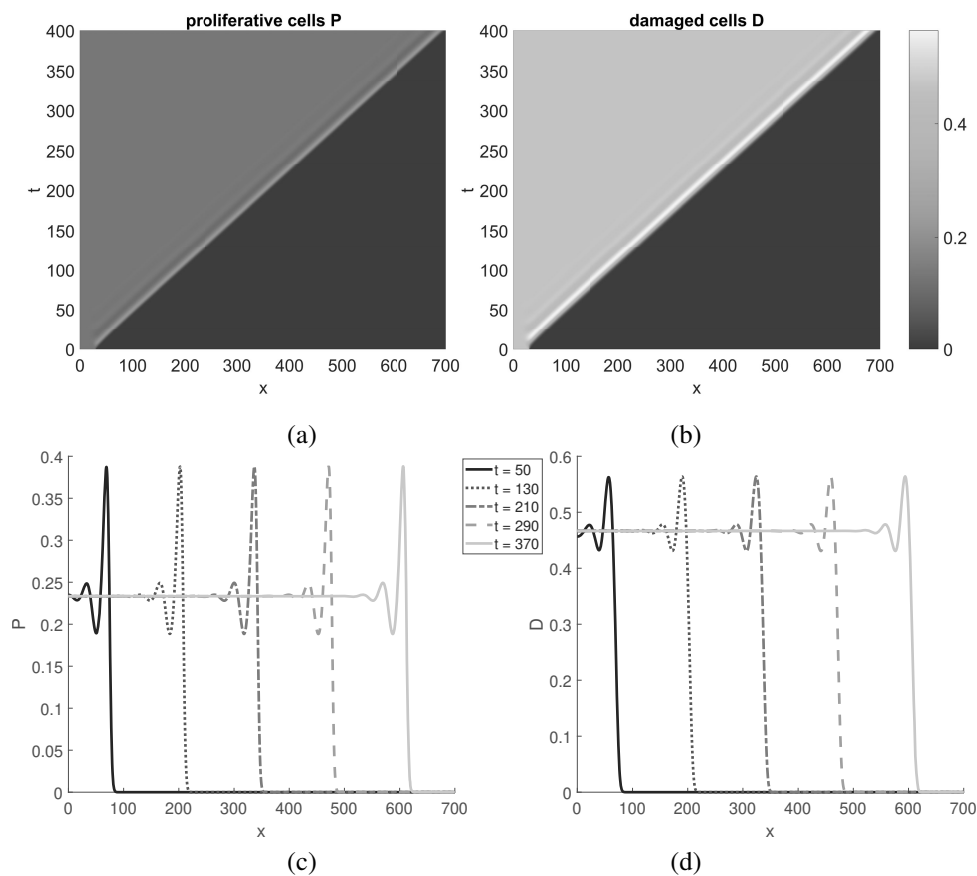 proliferative cells P
damaged cells D
400
350
300
250
200
150
100
50
0
t
0 100 200 300 400 500 600 700
x
400
350
300
250
200
150
100
50
0
t
0 100 200 300 400 500 600 700
x
0.4
0.2
0
(a)
(b)
0.4
0.35
0.3
0.25
0.2
0.15
0.1
0.05
0
P
0 100 200 300 400 500 600 700
x
t = 50
t = 130
t = 210
t = 290
t = 370
0.6
0.5
0.4
0.3
0.2
0.1
0
D
0 100 200 300 400 500 600 700
x
(c)
(d)